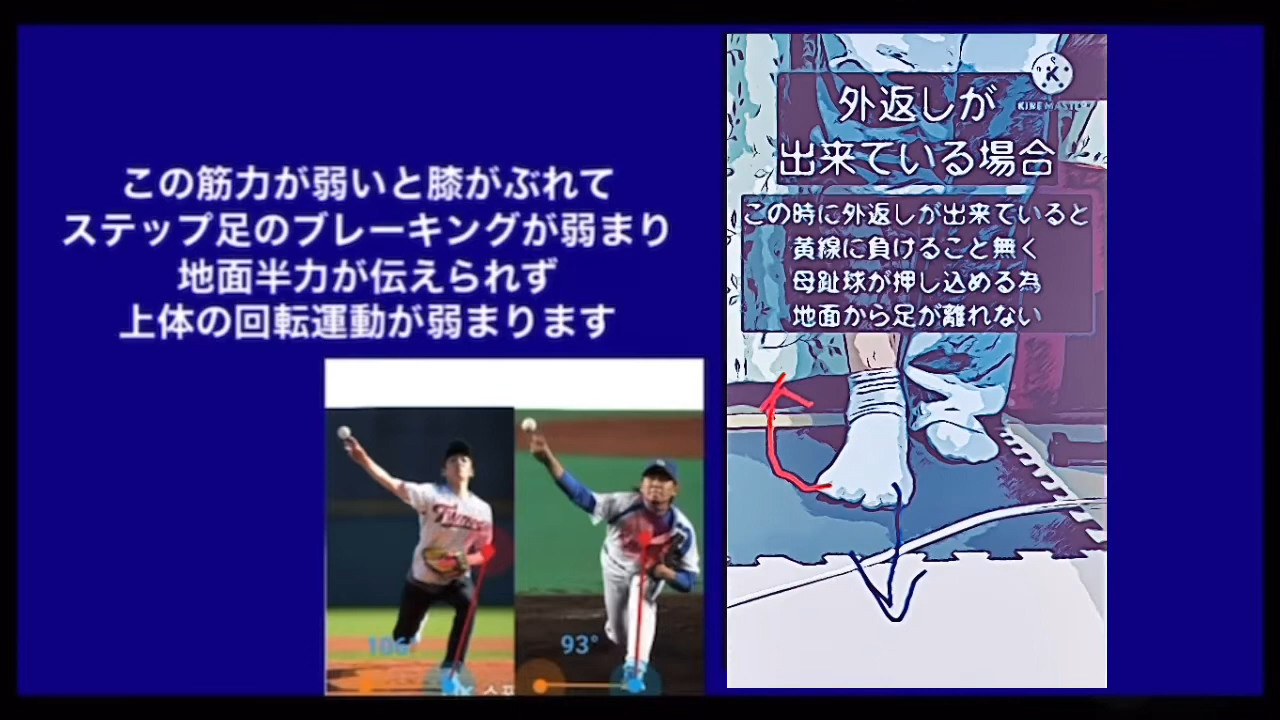 この筋力が弱いと膝がぶれて
ステップ足のブレーキングが弱まり
地面半力が伝えられず
上体の回転運動が弱まります
106°
93°
外返しが
出来ている場合
KINEMASTER
この時に外返しが出来ていると
黄線に負けること無く
母趾球が押し込める為
地面から足が離れない